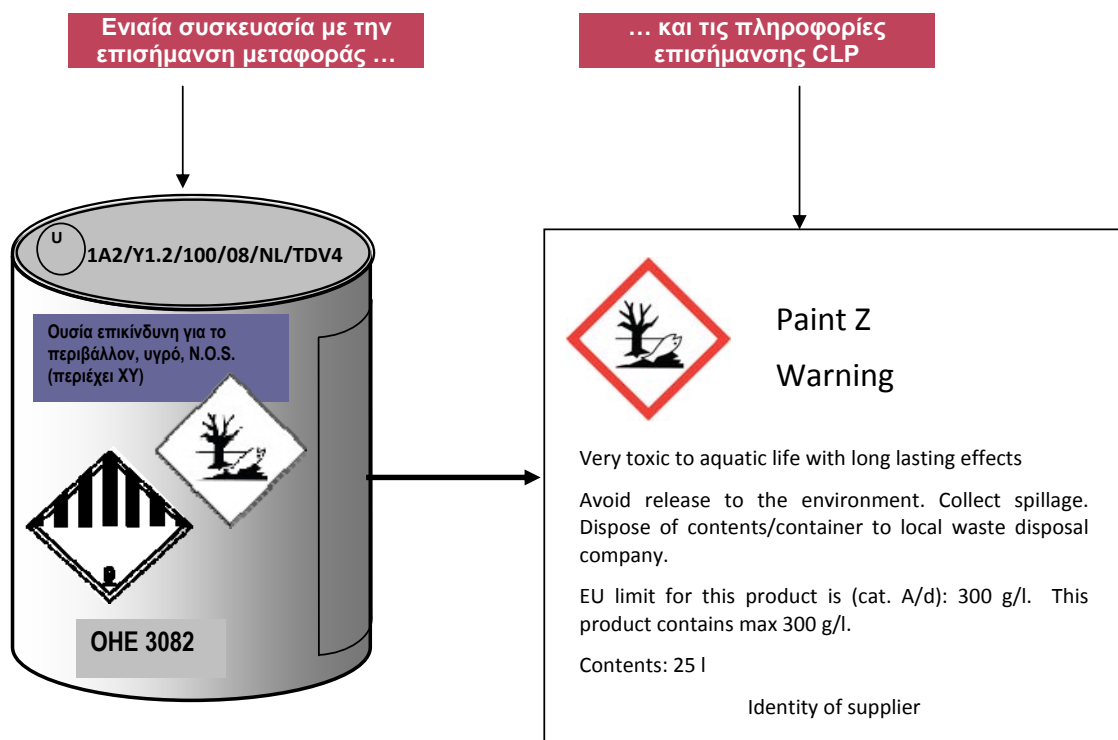 Ενιαία συσκευασία με την
επισήμανση μεταφοράς …
… και τις πληροφορίες
επισήμανσης CLP
U
1A2/Y1.2/100/08/NL/TDV4
Ουσία επικίνδυνη για το
περιβάλλον, υγρό, N.O.S.
(περιέχει XY)
9
ΟΗΕ 3082
Paint Z
Warning
Very toxic to aquatic life with long lasting effects
Avoid release to the environment. Collect spillage.
Dispose of contents/container to local waste disposal
company.
EU limit for this product is (cat. A/d): 300 g/l. This
product contains max 300 g/l.
Contents: 25 l
Identity of supplier